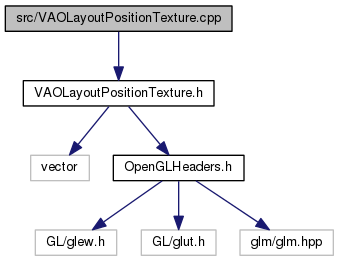 src/VAOLayoutPositionTexture.cpp
VAOLayoutPositionTexture.h
vector
OpenGLHeaders.h
GL/glew.h
GL/glut.h
glm/glm.hpp